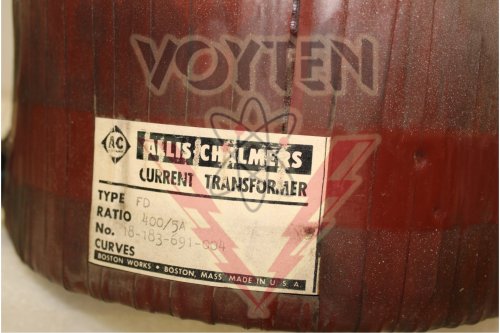 VOYTEN
AC
ALLIS CHALMERS
CURRENT TRANSFORMER
TYPE FD
RATIO 400/5A
No. 18-183-691-004
CURVES
BOSTON WORKS • BOSTON, MASS. MADE IN U.S.A.